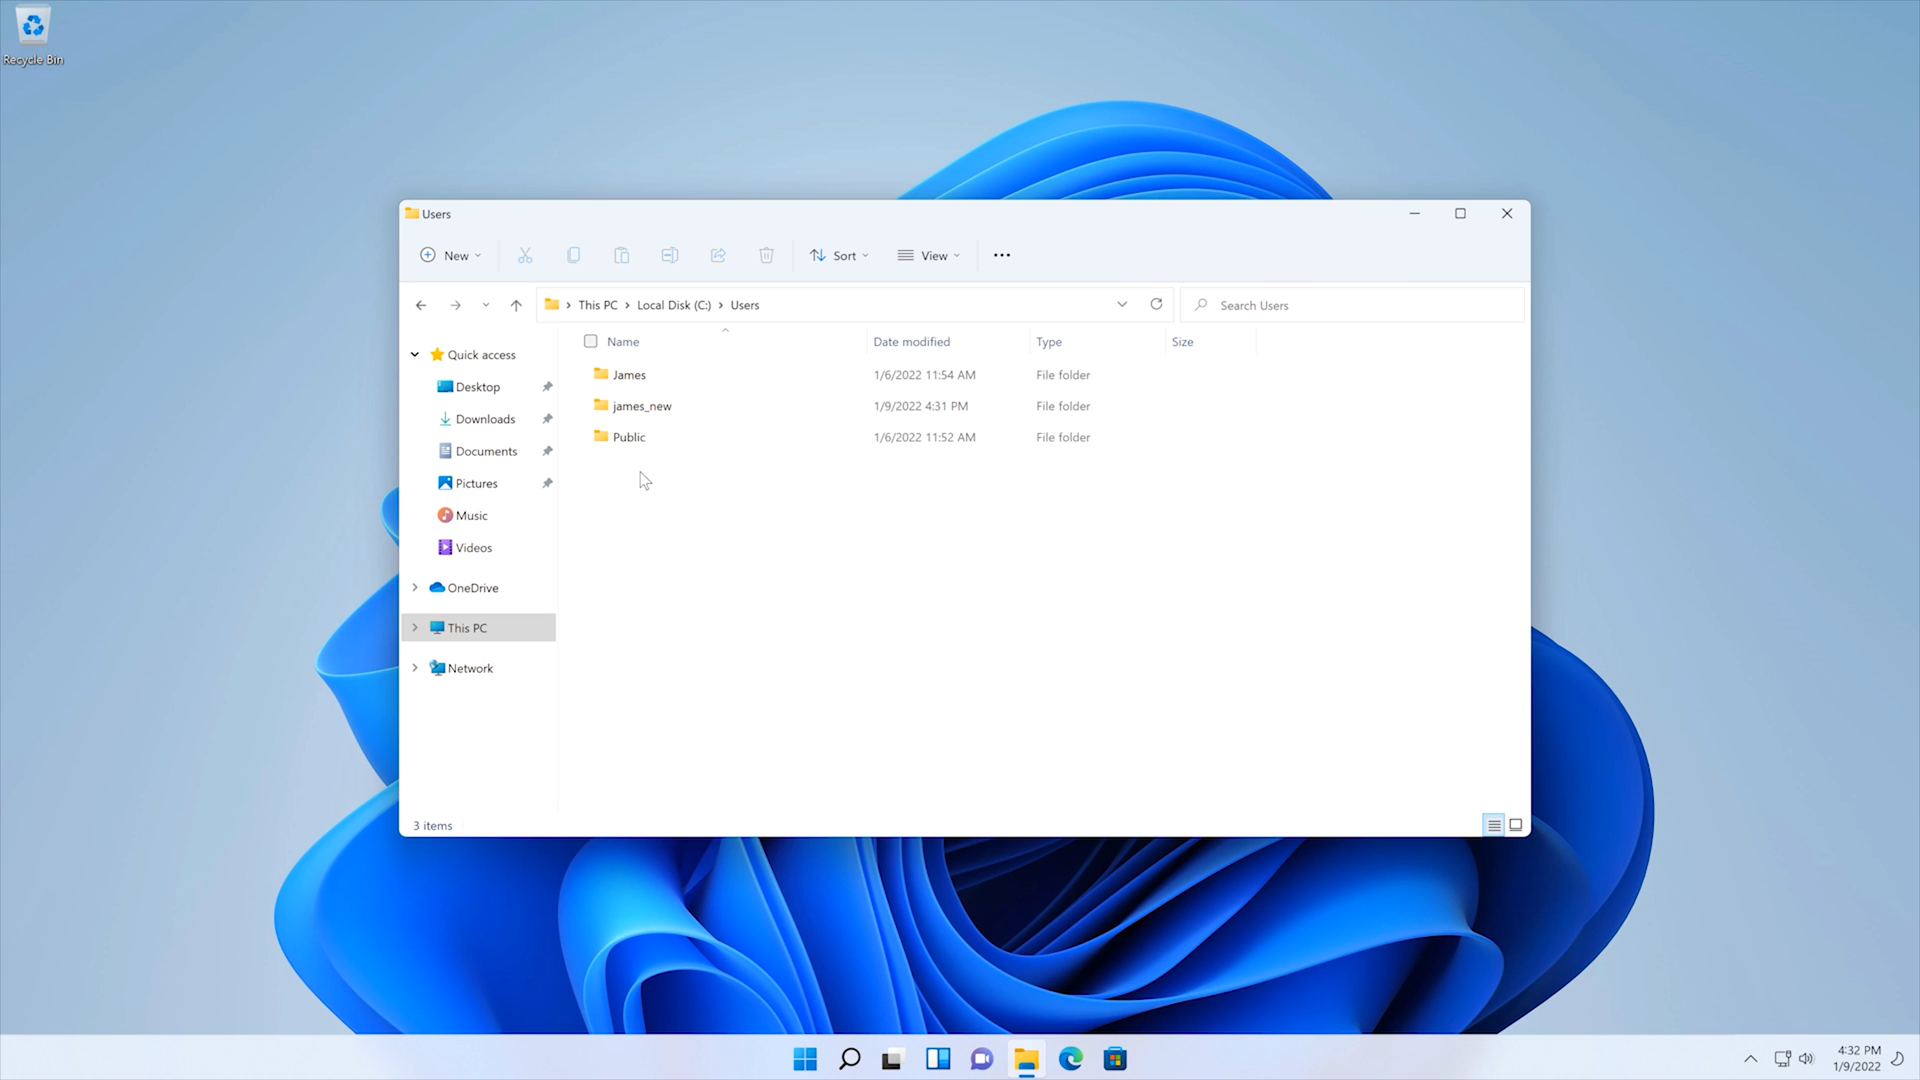 Recycle Bin
Users
New
Sort
View
This PC
Local Disk (C:)
Users
Search Users
Name
Date modified
Type
Size
Quick access
Desktop
Downloads
Documents
Pictures
Music
Videos
OneDrive
This PC
Network
James 1/6/2022 11:54 AM File folder
james_new 1/9/2022 4:31 PM File folder
Public 1/6/2022 11:52 AM File folder
3 items
4:32 PM
1/9/2022